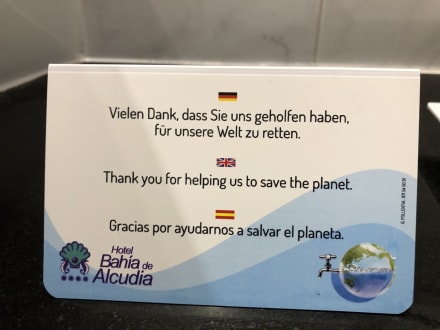 Vielen Dank, dass Sie uns geholfen haben,
für unsere Welt zu retten.
Thank you for helping us to save the planet.
Gracias por ayudarnos a salvar el planeta.
Hotel
Bahía de
Alcudia